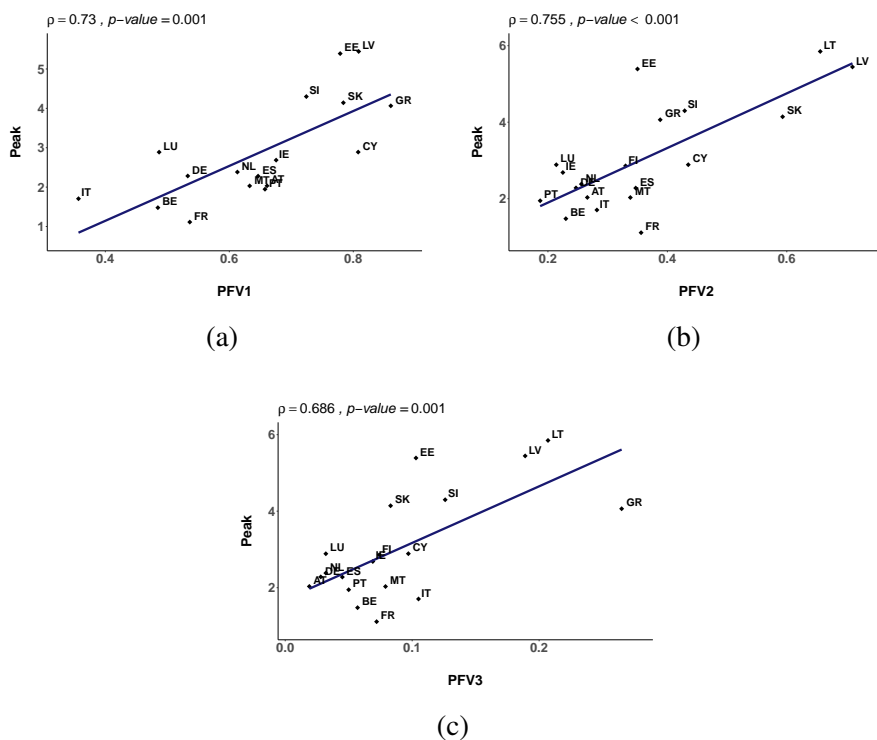 ρ = 0.73 , p−value = 0.001
Peak
5
4
3
2
1
EE LV
SI
SK
GR
LU
CY
IE
DE
NL
ES
MT AT
PT
IT
BE
FR
0.4 0.6 0.8
PFV1
(a)
ρ = 0.755 , p−value < 0.001
Peak
6
4
2
LT
EE
LV
SI
GR
SK
LU
FI
CY
IE
NL
DE
ES
AT
MT
PT
IT
BE
FR
0.2 0.4 0.6
PFV2
(b)
ρ = 0.686 , p−value = 0.001
Peak
6
4
2
LT
EE
LV
SI
SK
GR
LU
FI
CY
IE
NL
DE ES
AT
PT
MT
IT
BE
FR
0.0 0.1 0.2
PFV3
(c)